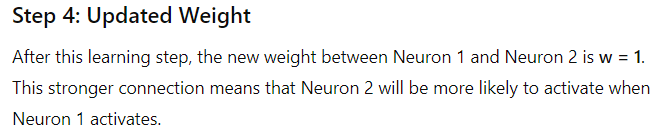 Step 4: Updated Weight
After this learning step, the new weight between Neuron 1 and Neuron 2 is w = 1.
This stronger connection means that Neuron 2 will be more likely to activate when
Neuron 1 activates.